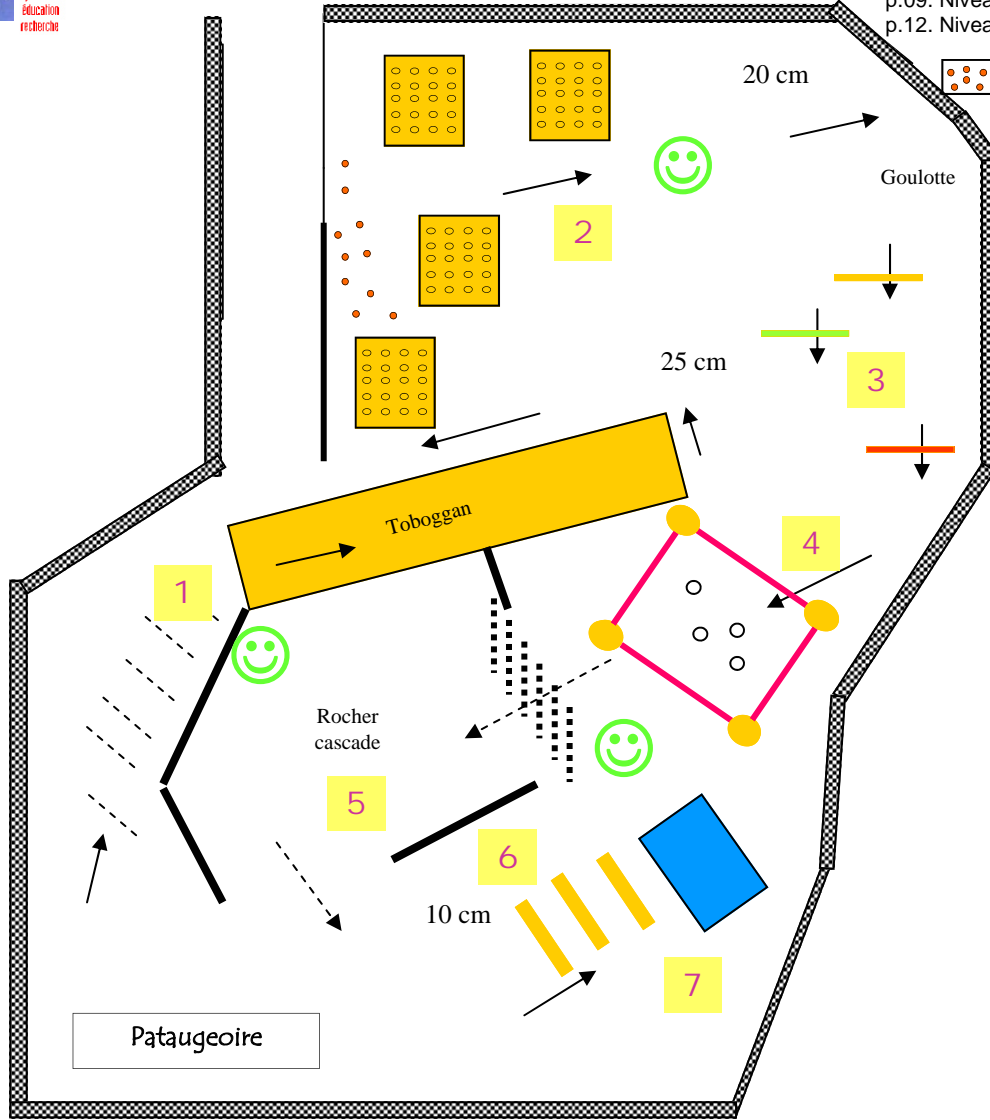 éducation
recherche
p.09. Nivea
p.12. Nivea
20 cm
Goulotte
2
25 cm
3
Toboggan
4
1
Rocher
cascade
5
6
10 cm
7
Pataugeoire